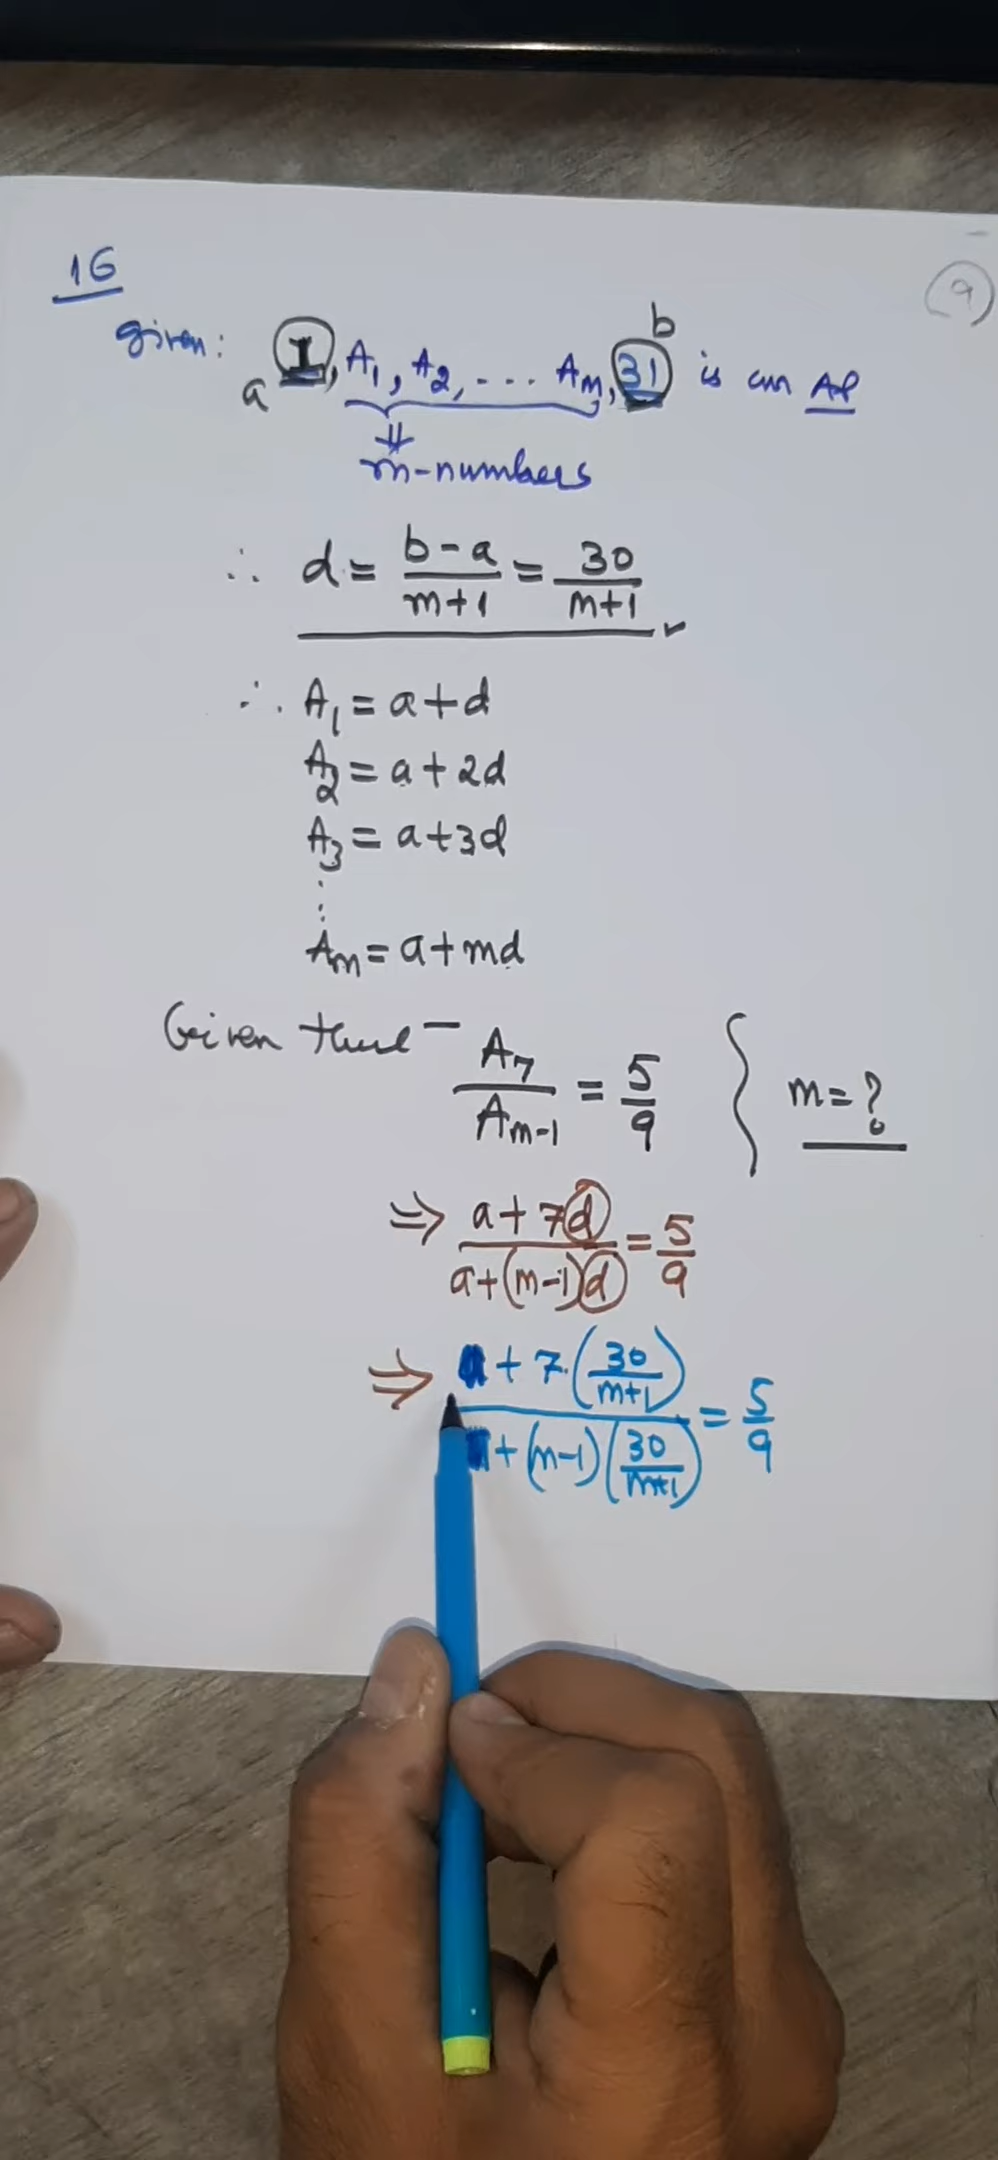 16
9
given: a 1, A₁, A₂, ... Aₘ, 31 b is an AP
m-numbers
∴ d = (b-a)/(m+1) = 30/(m+1)
∴ A₁ = a+d
A₂ = a+2d
A₃ = a+3d
⋮
Aₘ = a+md
Given that - A₇/Aₘ₋₁ = 5/9 { m=?
⇒ (a+7d)/(a+(m-1)d) = 5/9
⇒ (1+7.(30/(m+1)))/(1+(m-1)(30/(m+1))) = 5/9